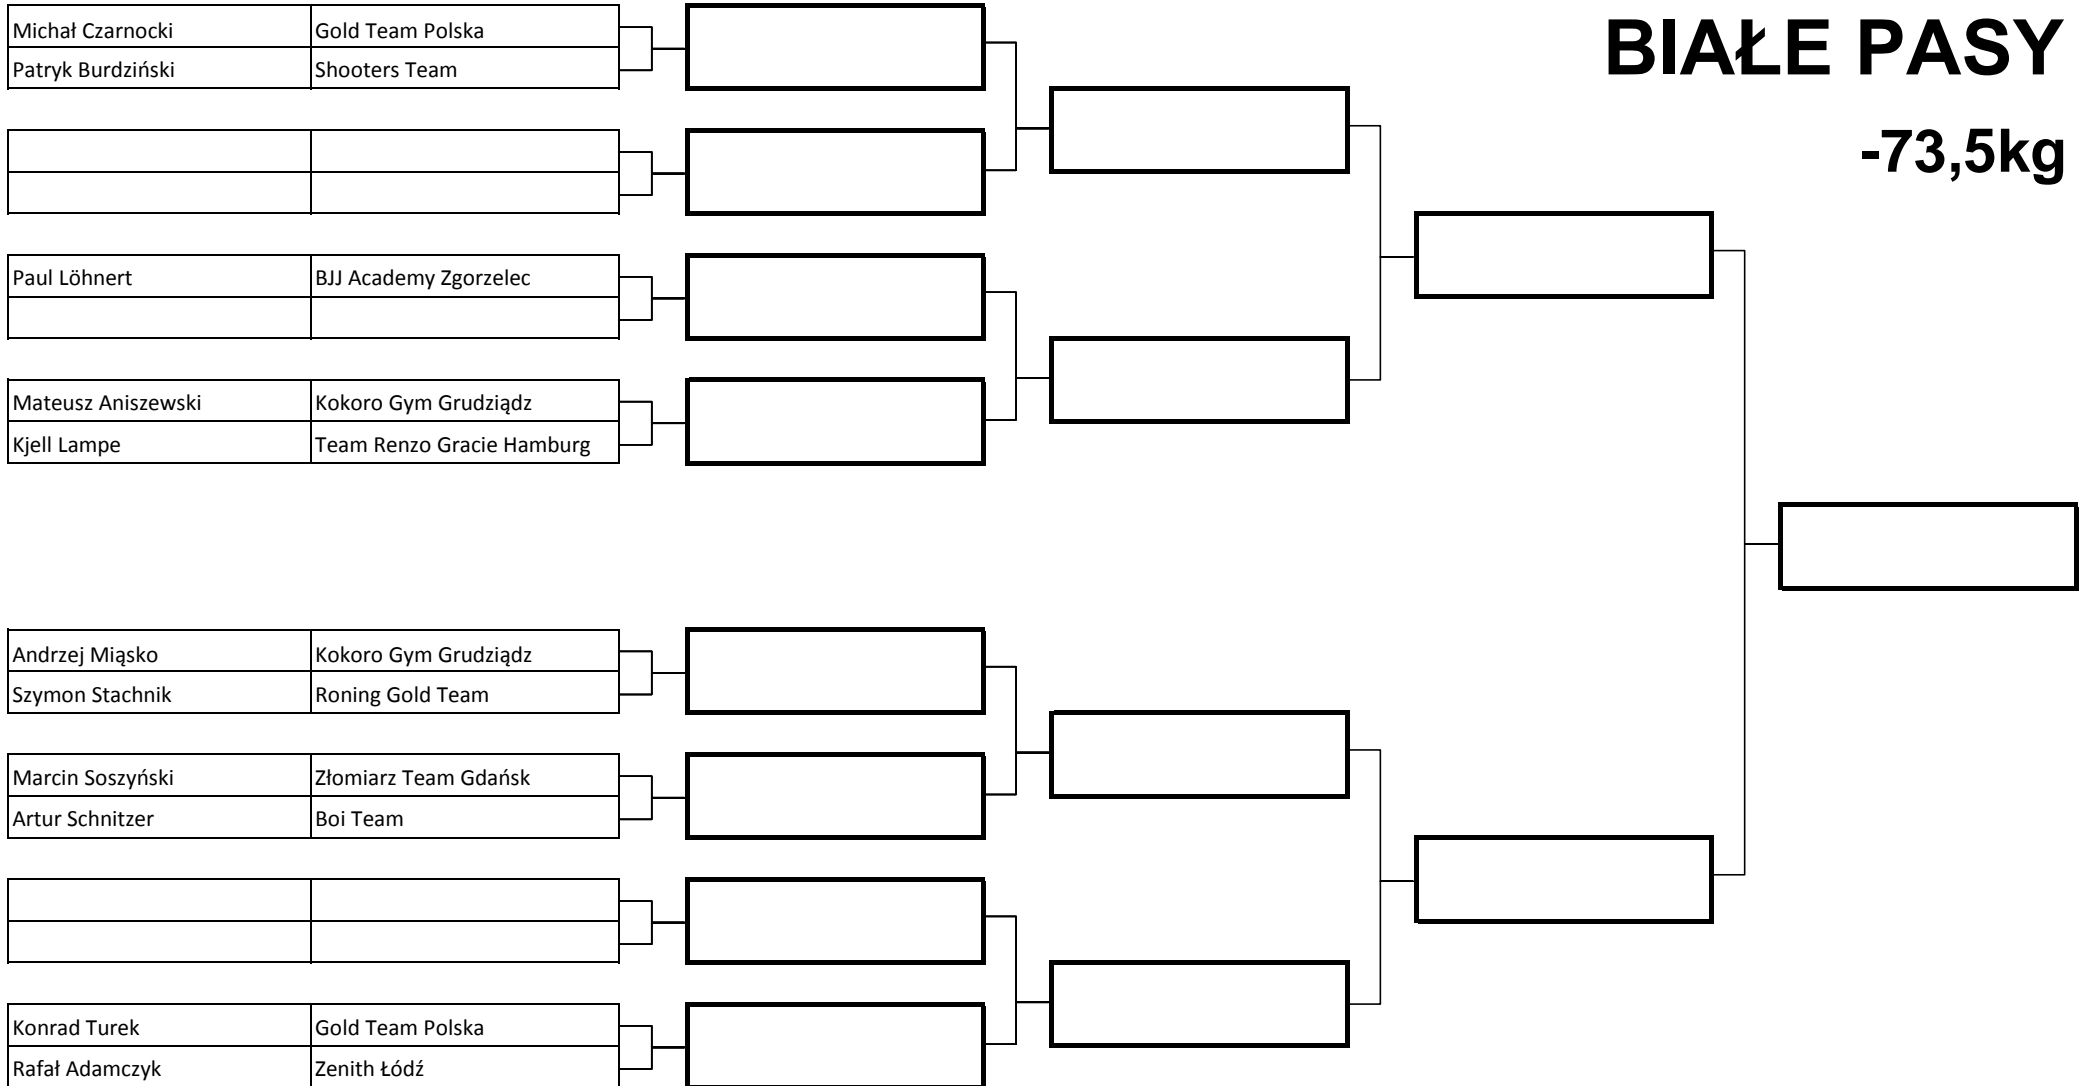 BIAŁE PASY
-73,5kg
Michał Czarnocki Gold Team Polska
Patryk Burdziński Shooters Team
Paul Löhnert BJJ Academy Zgorzelec
Mateusz Aniszewski Kokoro Gym Grudziądz
Kjell Lampe Team Renzo Gracie Hamburg
Andrzej Miąsko Kokoro Gym Grudziądz
Szymon Stachnik Roning Gold Team
Marcin Soszyński Złomiarz Team Gdańsk
Artur Schnitzer Boi Team
Konrad Turek Gold Team Polska
Rafał Adamczyk Zenith Łódź